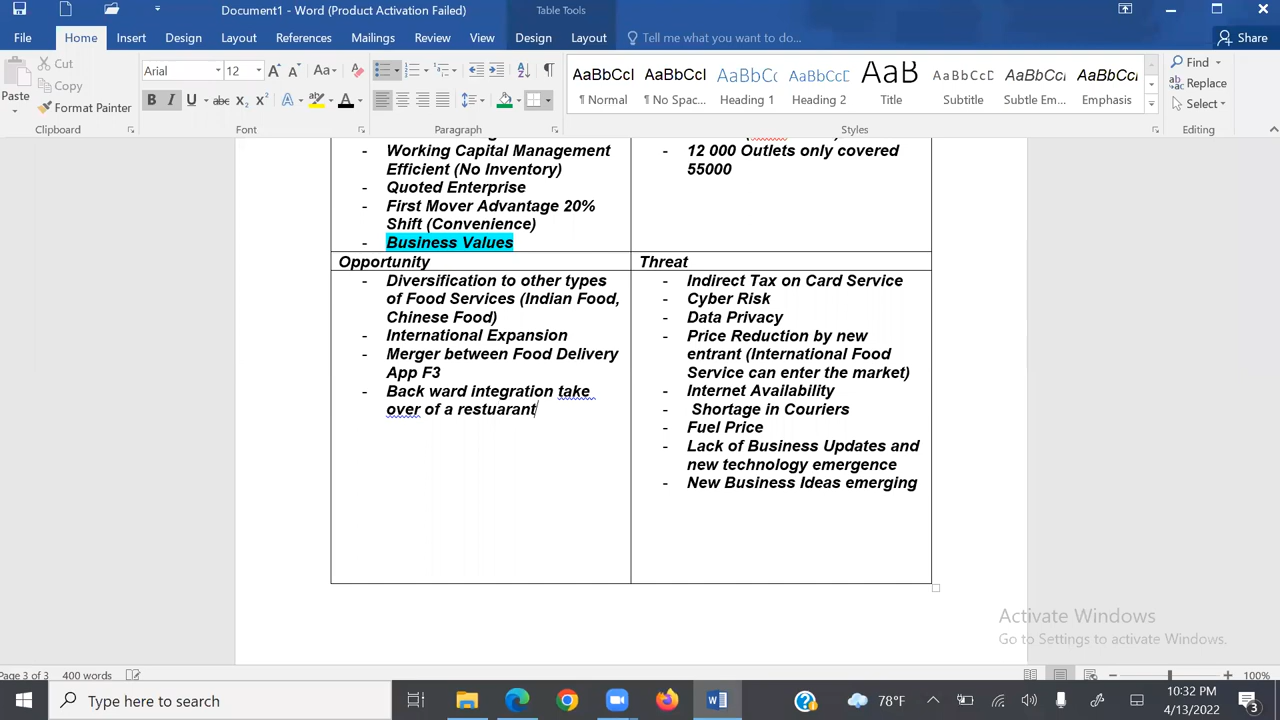 Document1 - Word (Product Activation Failed)
Table Tools
File Home Insert Design Layout References Mailings Review View Design Layout Tell me what you want to do... Share
Paste
Cut
Copy
Format Painter
Clipboard
Arial 12
Font
Paragraph
AaBbCcI AaBbCcI AaBbCc AaBbCcD AaB AaBbCcD AaBbCcI AaBbCcI
¶ Normal ¶ No Spac... Heading 1 Heading 2 Title Subtitle Subtle Em... Emphasis
Styles
Find
Replace
Select
Editing
- Working Capital Management
Efficient (No Inventory)
- Quoted Enterprise
- First Mover Advantage 20%
Shift (Convenience)
- Business Values
- 12 000 Outlets only covered
55000
Opportunity
- Diversification to other types
of Food Services (Indian Food,
Chinese Food)
- International Expansion
- Merger between Food Delivery
App F3
- Back ward integration take
over of a restuarant
Threat
- Indirect Tax on Card Service
- Cyber Risk
- Data Privacy
- Price Reduction by new
entrant (International Food
Service can enter the market)
- Internet Availability
- Shortage in Couriers
- Fuel Price
- Lack of Business Updates and
new technology emergence
- New Business Ideas emerging
Activate Windows
Go to Settings to activate Windows.
Page 3 of 3 400 words
100%
Type here to search
78°F
10:32 PM
4/13/2022
3